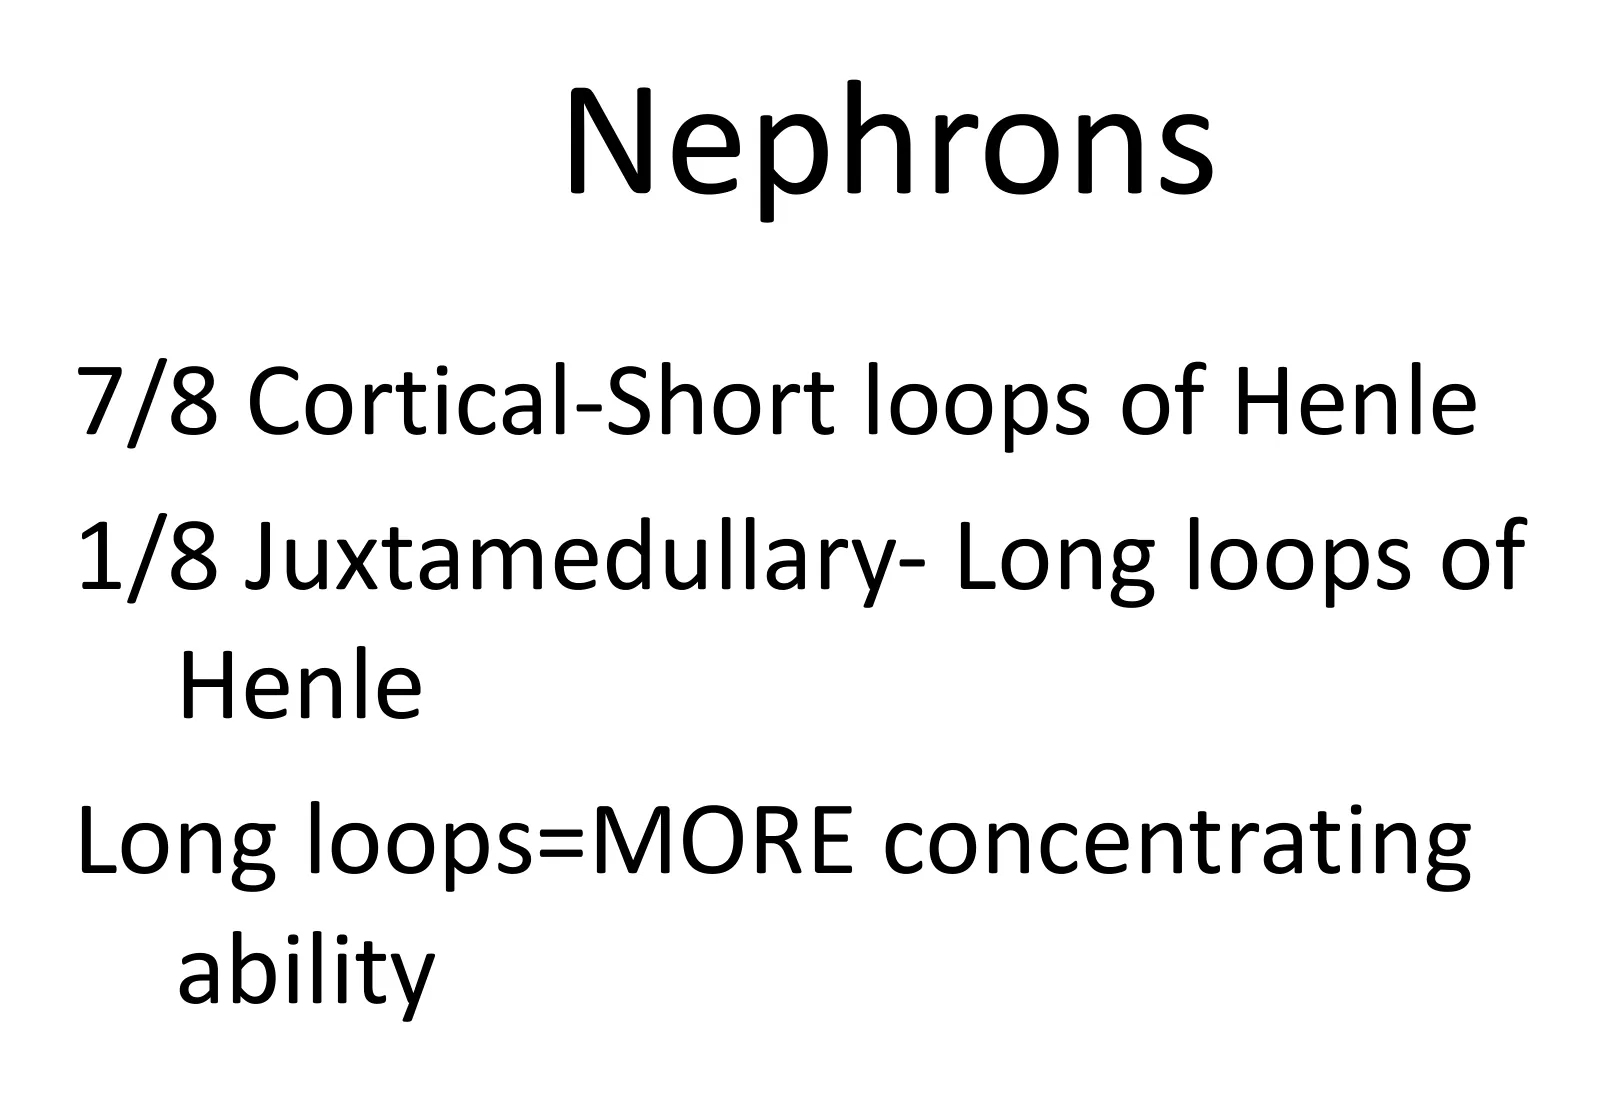 Nephrons
7/8 Cortical-Short loops of Henle
1/8 Juxtamedullary- Long loops of
Henle
Long loops=MORE concentrating
ability